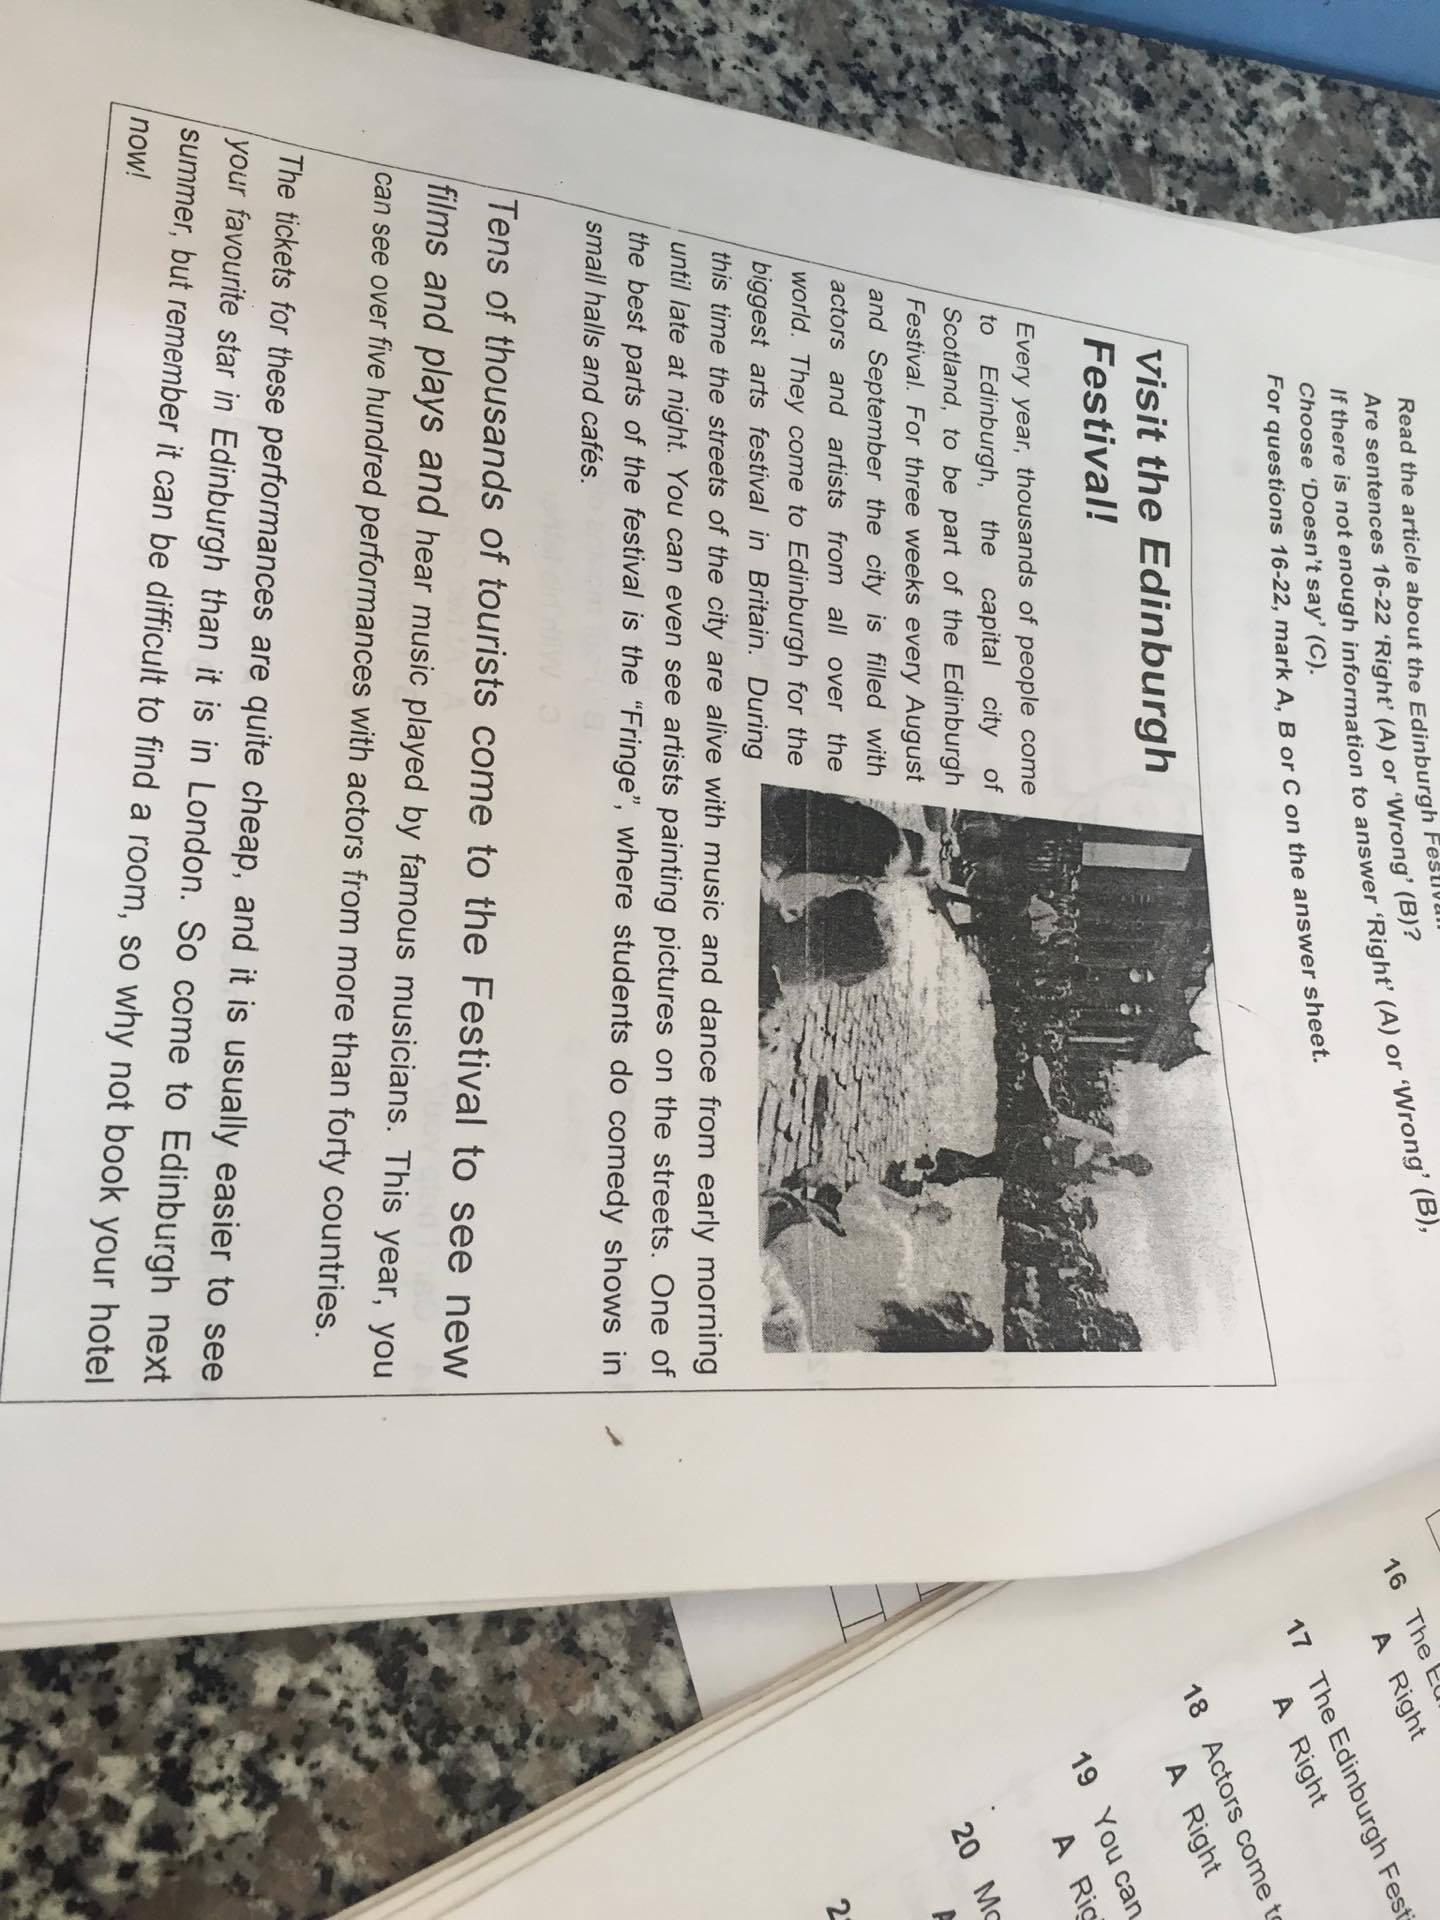 Read the article about the Edinburgh Festival.
Are sentences 16-22 'Right' (A) or 'Wrong' (B)?
If there is not enough information to answer 'Right' (A) or 'Wrong' (B),
Choose 'Doesn't say' (C).
For questions 16-22, mark A, B or C on the answer sheet.
Visit the Edinburgh
Festival!
Every year, thousands of people come
to Edinburgh, the capital city of
Scotland, to be part of the Edinburgh
Festival. For three weeks every August
and September the city is filled with
actors and artists from all over the
world. They come to Edinburgh for the
biggest arts festival in Britain. During
this time the streets of the city are alive with music and dance from early morning
until late at night. You can even see artists painting pictures on the streets. One of
the best parts of the festival is the "Fringe", where students do comedy shows in
small halls and cafés.
Tens of thousands of tourists come to the Festival to see new
films and plays and hear music played by famous musicians. This year, you
can see over five hundred performances with actors from more than forty countries.
The tickets for these performances are quite cheap, and it is usually easier to see
your favourite star in Edinburgh than it is in London. So come to Edinburgh next
summer, but remember it can be difficult to find a room, so why not book your hotel
now!
16 The
A Right
17 The Edinburgh
A Right
18 Actors come
A Right
19 You can
A
20